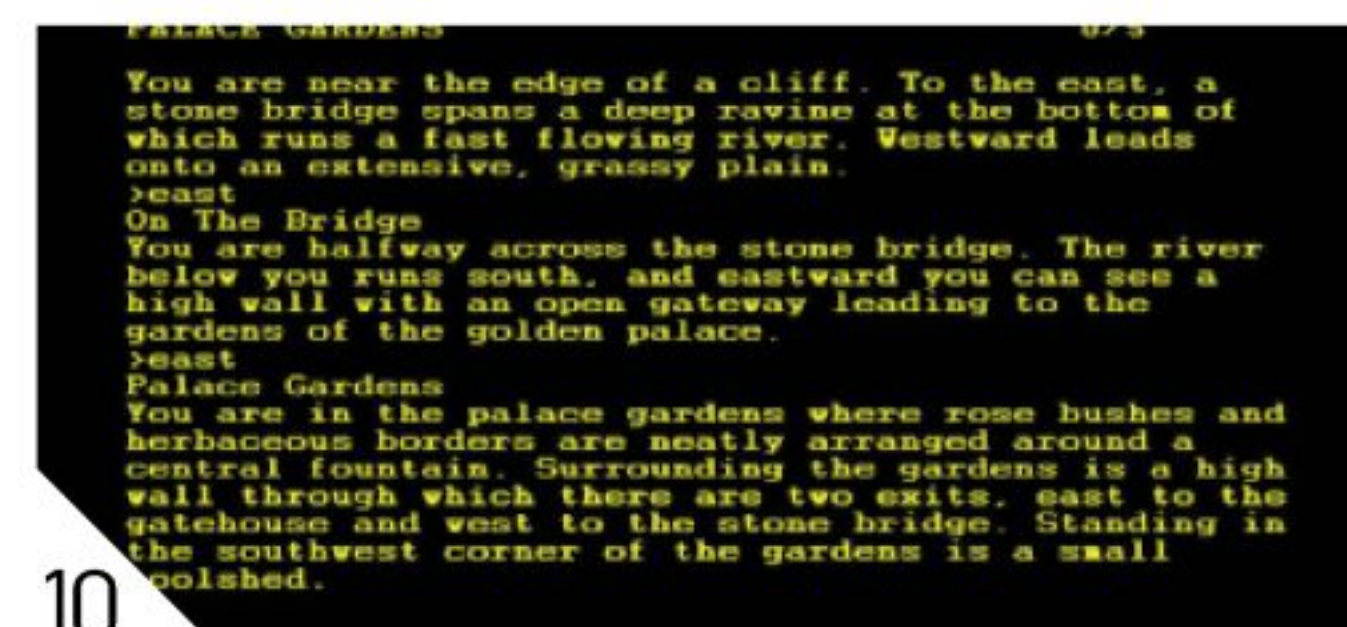 PALACE GARDENS 0/5
You are near the edge of a cliff. To the east, a
stone bridge spans a deep ravine at the bottom of
which runs a fast flowing river. Westward leads
onto an extensive, grassy plain.
>east
On The Bridge
You are halfway across the stone bridge. The river
below you runs south, and eastward you can see a
high wall with an open gateway leading to the
gardens of the golden palace.
>east
Palace Gardens
You are in the palace gardens where rose bushes and
herbaceous borders are neatly arranged around a
central fountain. Surrounding the gardens is a high
wall through which there are two exits, east to the
gatehouse and west to the stone bridge. Standing in
the southwest corner of the gardens is a small
oolshed.
10